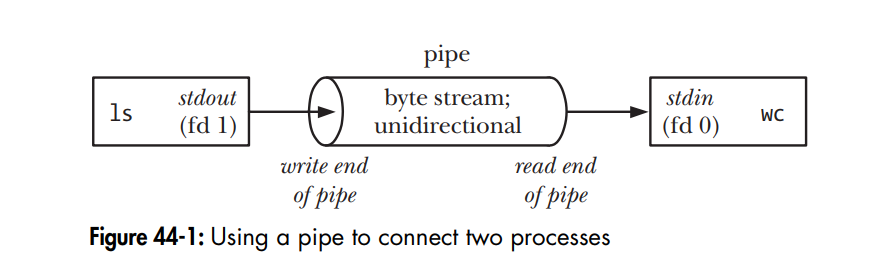 pipe
ls
stdout
(fd 1)
byte stream;
unidirectional
stdin
(fd 0)
wc
write end
of pipe
read end
of pipe
Figure 44-1: Using a pipe to connect two processes